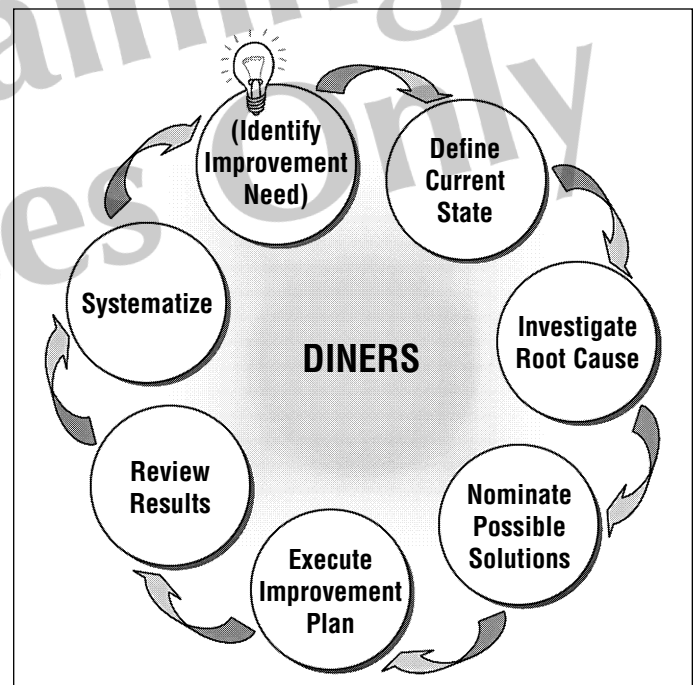 (Identify
Improvement
Need)
Define
Current
State
Investigate
Root Cause
Nominate
Possible
Solutions
Execute
Improvement
Plan
Review
Results
Systematize
DINERS
Only